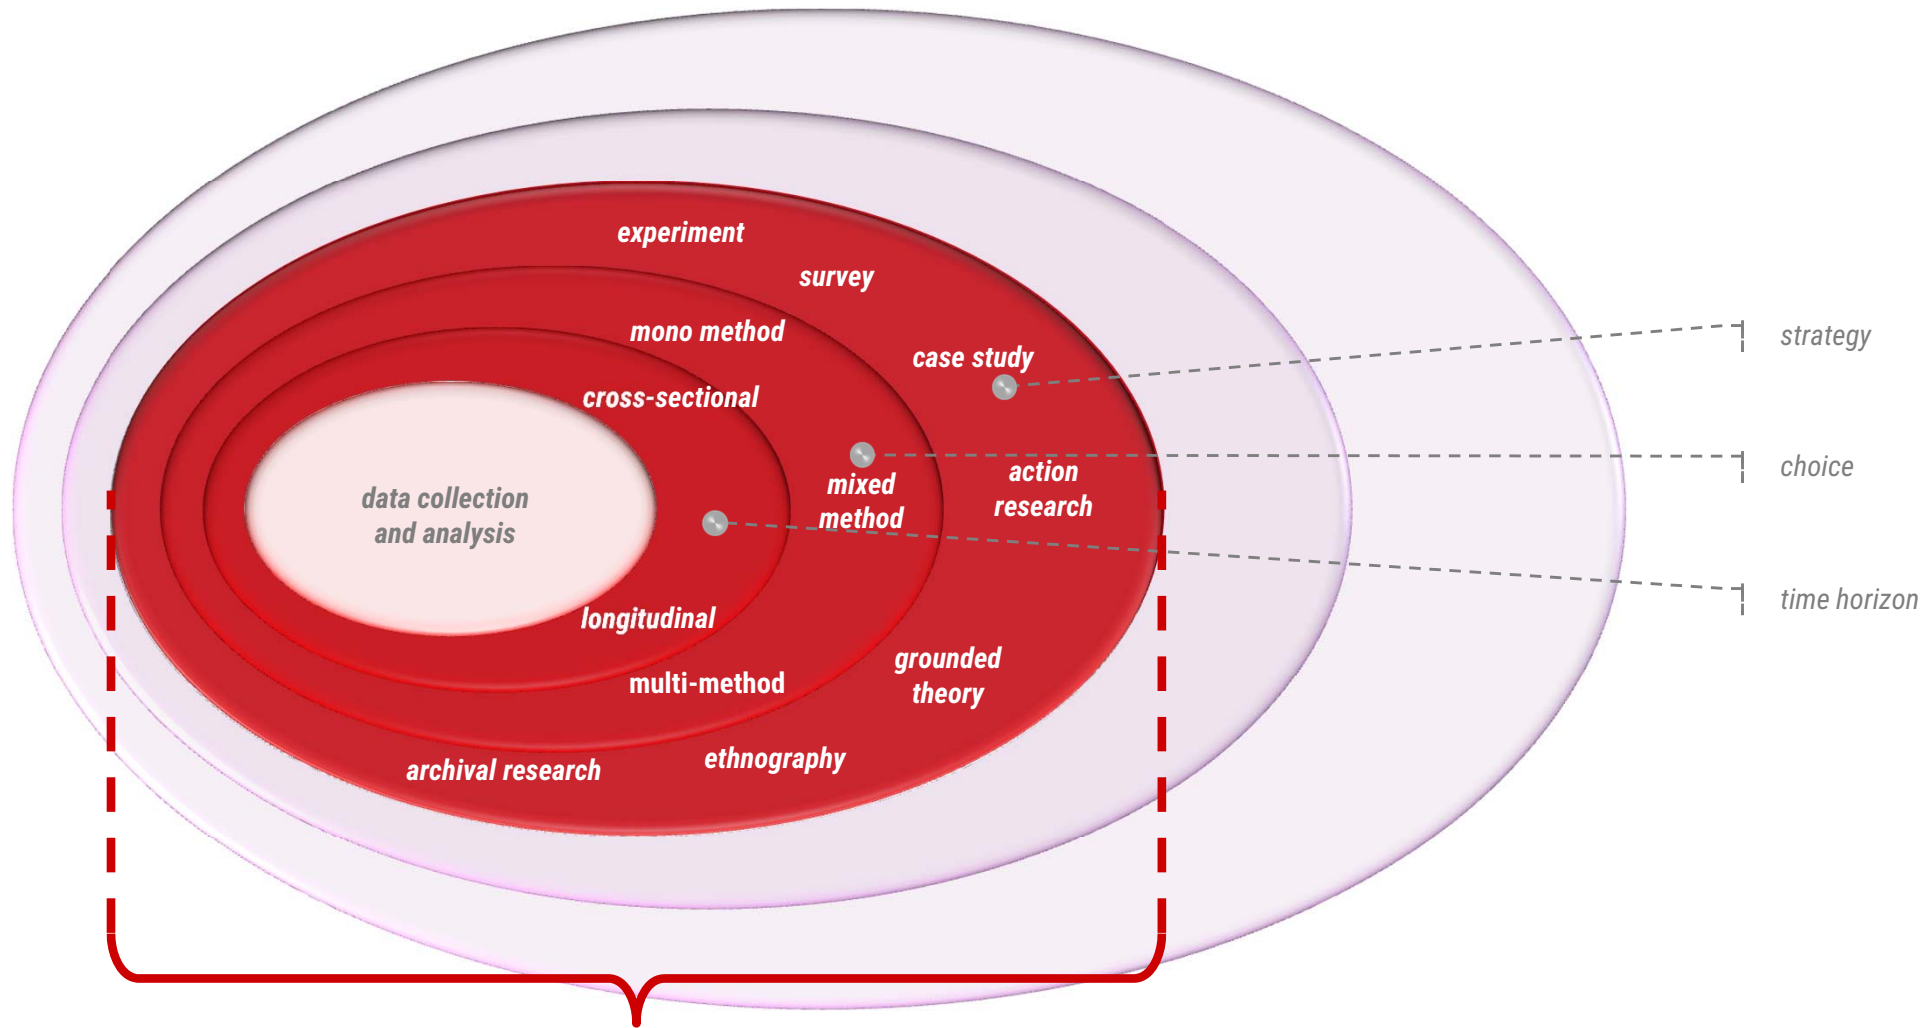 experiment
survey
mono method
case study
cross-sectional
data collection
and analysis
mixed
method
action
research
longitudinal
multi-method
grounded
theory
archival research
ethnography
strategy
choice
time horizon